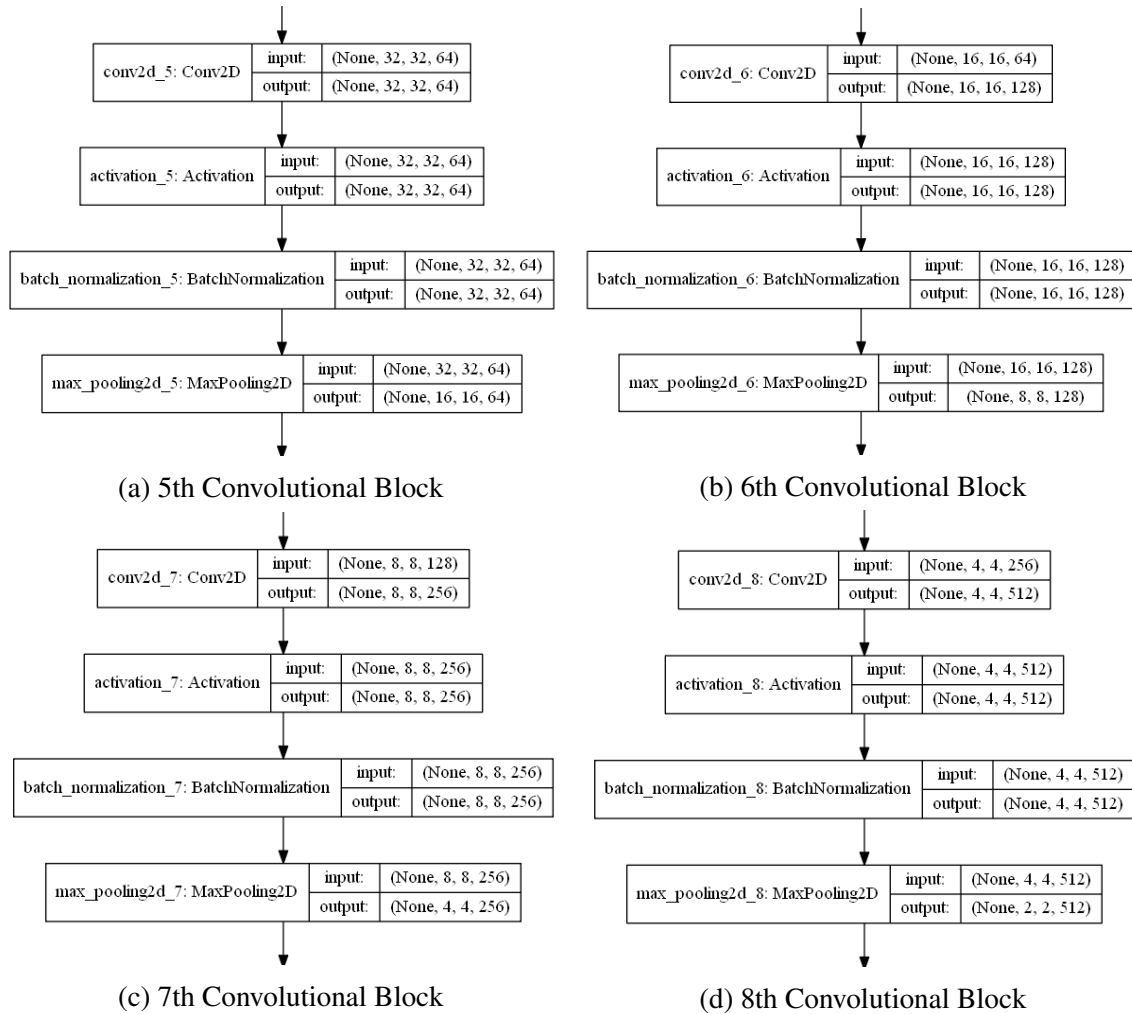 conv2d_5: Conv2D
input: (None, 32, 32, 64)
output: (None, 32, 32, 64)
activation_5: Activation
input: (None, 32, 32, 64)
output: (None, 32, 32, 64)
batch_normalization_5: BatchNormalization
input: (None, 32, 32, 64)
output: (None, 32, 32, 64)
max_pooling2d_5: MaxPooling2D
input: (None, 32, 32, 64)
output: (None, 16, 16, 64)
(a) 5th Convolutional Block
conv2d_6: Conv2D
input: (None, 16, 16, 64)
output: (None, 16, 16, 128)
activation_6: Activation
input: (None, 16, 16, 128)
output: (None, 16, 16, 128)
batch_normalization_6: BatchNormalization
input: (None, 16, 16, 128)
output: (None, 16, 16, 128)
max_pooling2d_6: MaxPooling2D
input: (None, 16, 16, 128)
output: (None, 8, 8, 128)
(b) 6th Convolutional Block
conv2d_7: Conv2D
input: (None, 8, 8, 128)
output: (None, 8, 8, 256)
activation_7: Activation
input: (None, 8, 8, 256)
output: (None, 8, 8, 256)
batch_normalization_7: BatchNormalization
input: (None, 8, 8, 256)
output: (None, 8, 8, 256)
max_pooling2d_7: MaxPooling2D
input: (None, 8, 8, 256)
output: (None, 4, 4, 256)
(c) 7th Convolutional Block
conv2d_8: Conv2D
input: (None, 4, 4, 256)
output: (None, 4, 4, 512)
activation_8: Activation
input: (None, 4, 4, 512)
output: (None, 4, 4, 512)
batch_normalization_8: BatchNormalization
input: (None, 4, 4, 512)
output: (None, 4, 4, 512)
max_pooling2d_8: MaxPooling2D
input: (None, 4, 4, 512)
output: (None, 2, 2, 512)
(d) 8th Convolutional Block